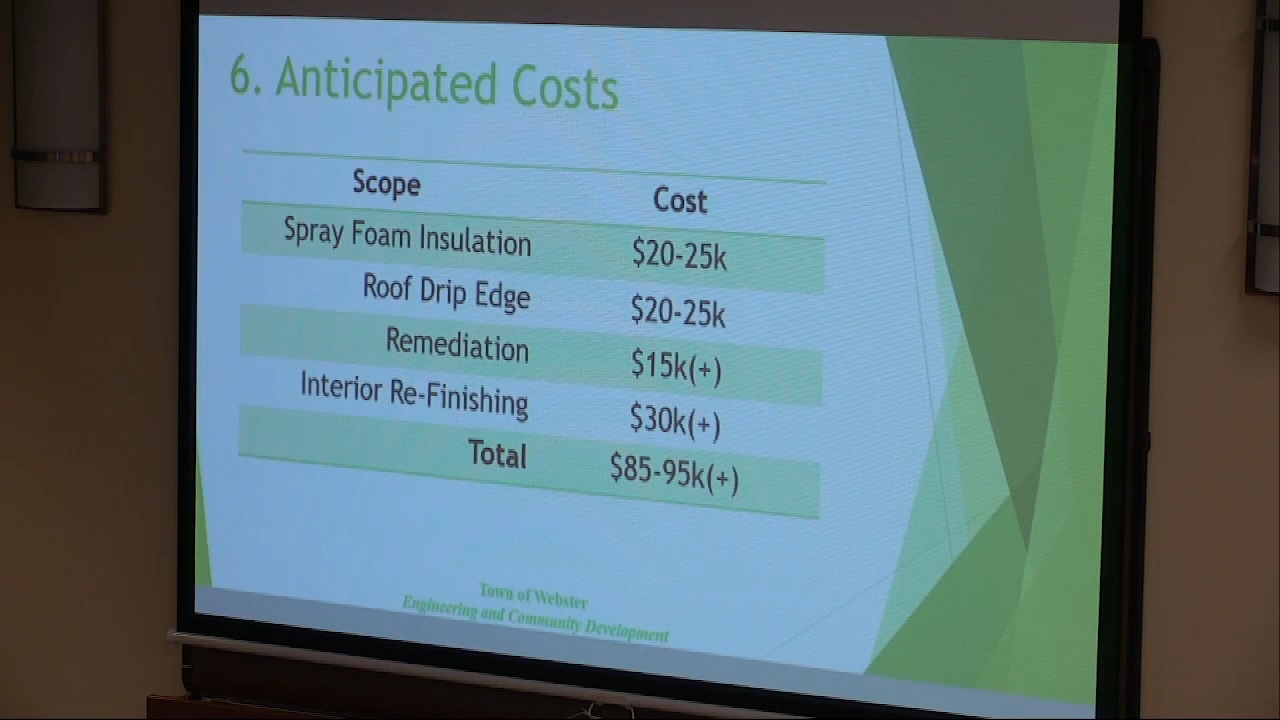 6. Anticipated Costs
Scope Cost
Spray Foam Insulation $20-25k
Roof Drip Edge $20-25k
Remediation $15k(+)
Interior Re-Finishing $30k(+)
Total $85-95k(+)
Town of Webster
Engineering and Community Development